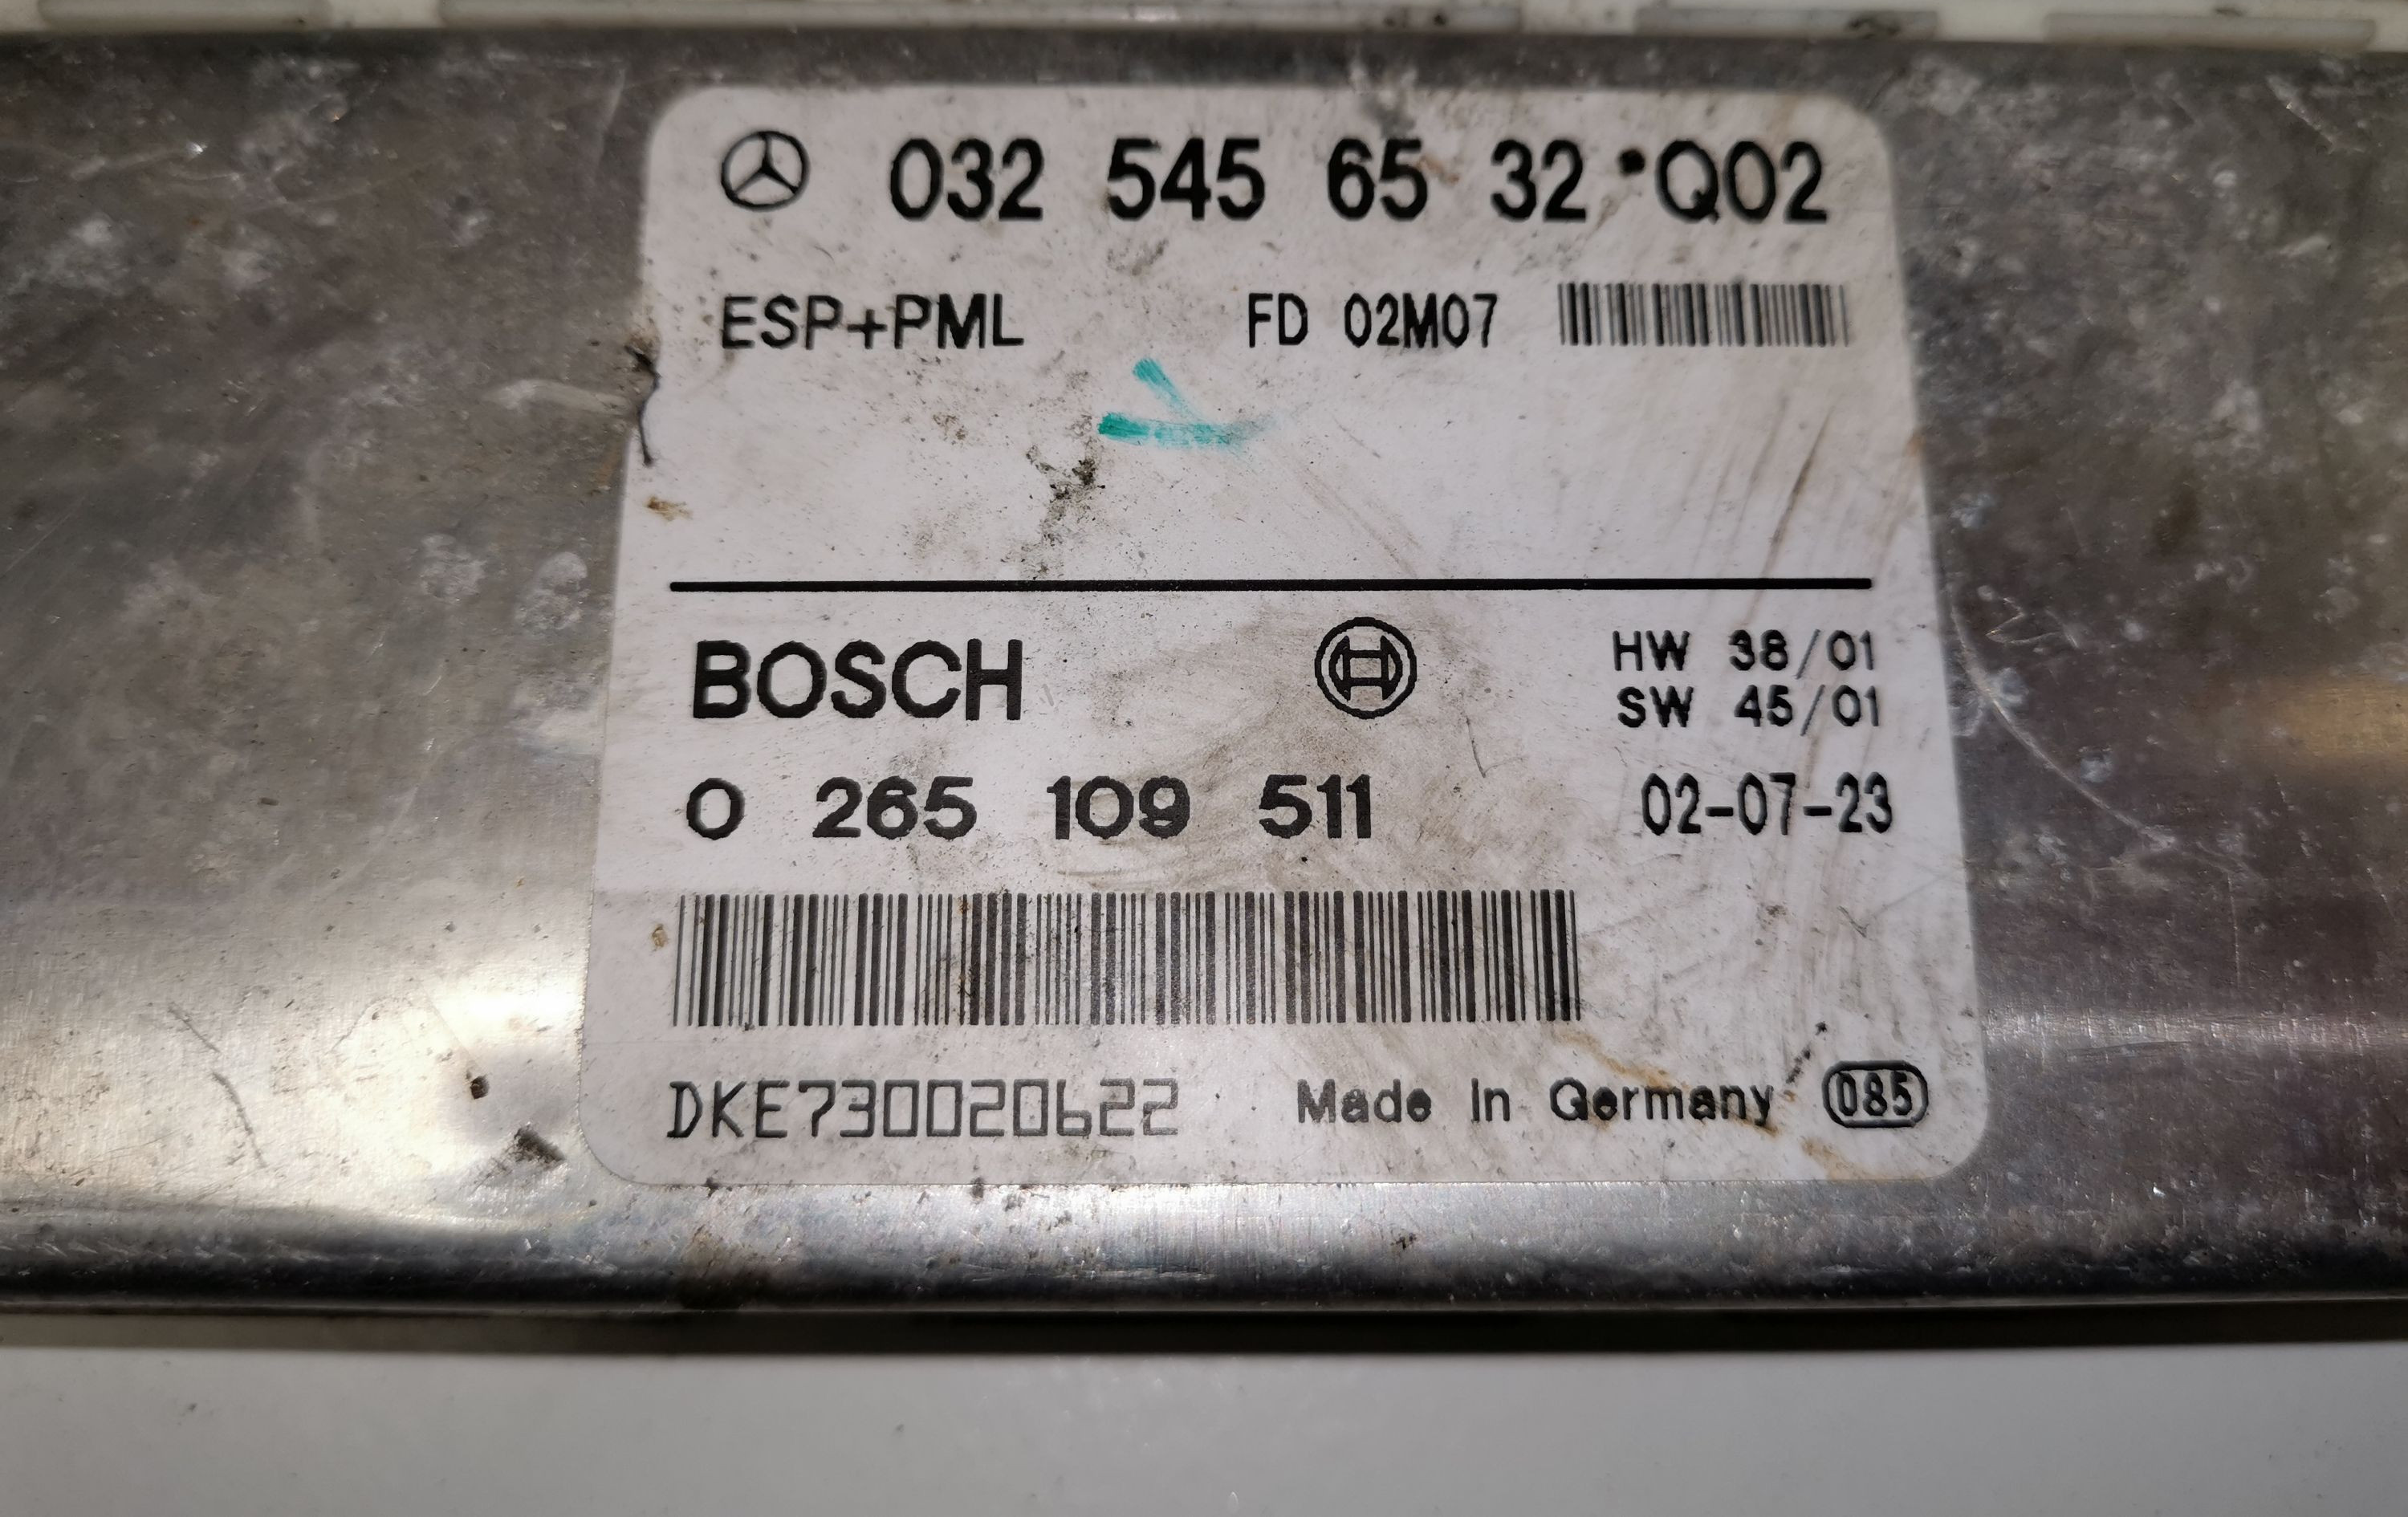 032 545 65 32 Q02
ESP+PML FD 02M07
BOSCH HW 38/01
SW 45/01
0 265 109 511 02-07-23
DKE730020622 Made In Germany 085